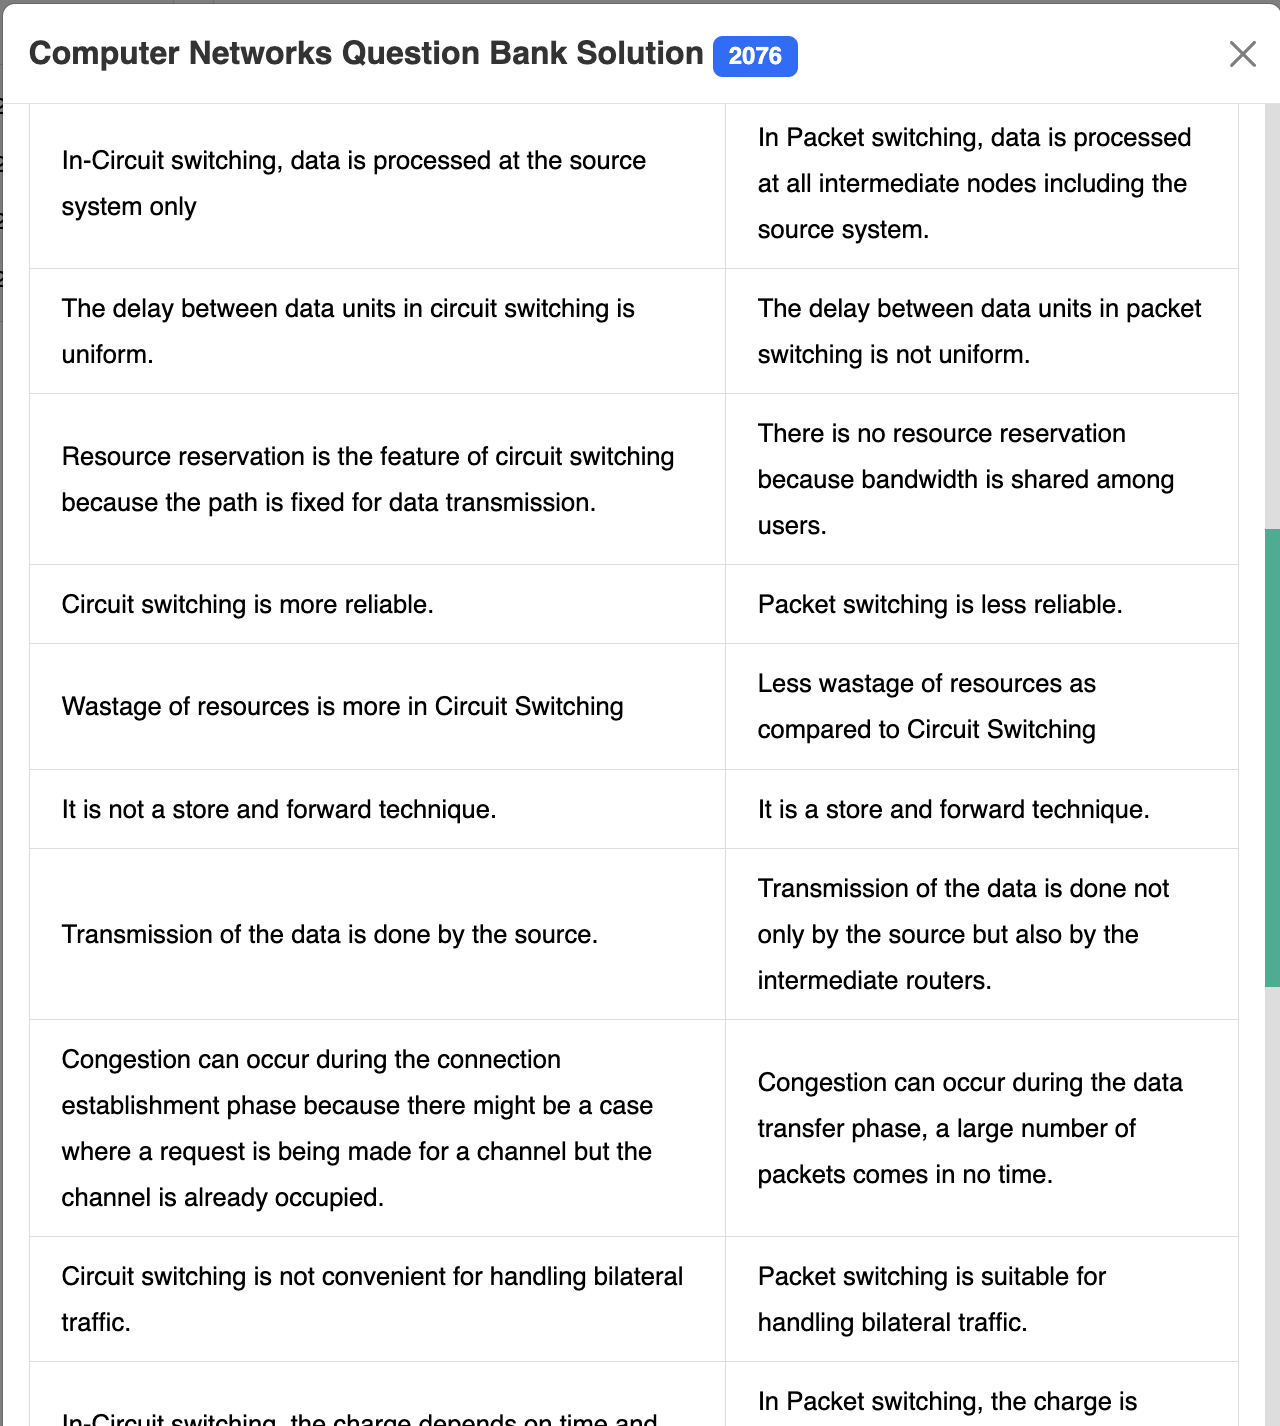 Computer Networks Question Bank Solution 2076
In-Circuit switching, data is processed at the source
system only
In Packet switching, data is processed
at all intermediate nodes including the
source system.
The delay between data units in circuit switching is
uniform.
The delay between data units in packet
switching is not uniform.
Resource reservation is the feature of circuit switching
because the path is fixed for data transmission.
There is no resource reservation
because bandwidth is shared among
users.
Circuit switching is more reliable.
Packet switching is less reliable.
Wastage of resources is more in Circuit Switching
Less wastage of resources as
compared to Circuit Switching
It is not a store and forward technique.
It is a store and forward technique.
Transmission of the data is done by the source.
Transmission of the data is done not
only by the source but also by the
intermediate routers.
Congestion can occur during the connection
establishment phase because there might be a case
where a request is being made for a channel but the
channel is already occupied.
Congestion can occur during the data
transfer phase, a large number of
packets comes in no time.
Circuit switching is not convenient for handling bilateral
traffic.
Packet switching is suitable for
handling bilateral traffic.
In-Circuit switching, the charge depends on time and
In Packet switching, the charge is